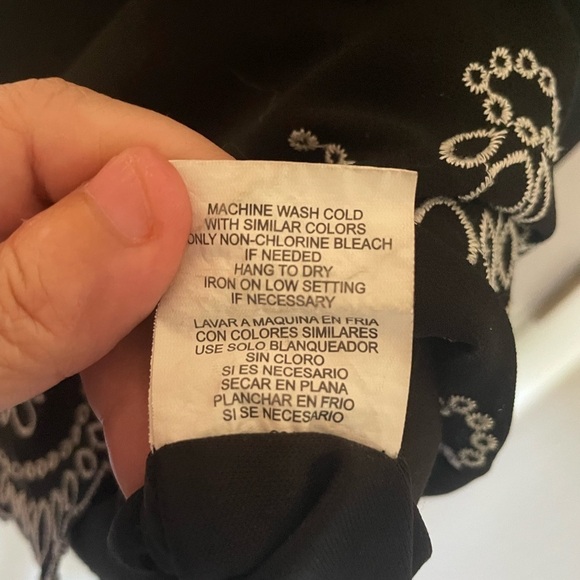 MACHINE WASH COLD
WITH SIMILAR COLORS
ONLY NON-CHLORINE BLEACH
IF NEEDED
HANG TO DRY
IRON ON LOW SETTING
IF NECESSARY
LAVAR A MAQUINA EN FRIA
CON COLORES SIMILARES
USE SOLO BLANQUEADOR
SIN CLORO
SI ES NECESARIO
SECAR EN PLANA
PLANCHAR EN FRIO
SI SE NECESARIO